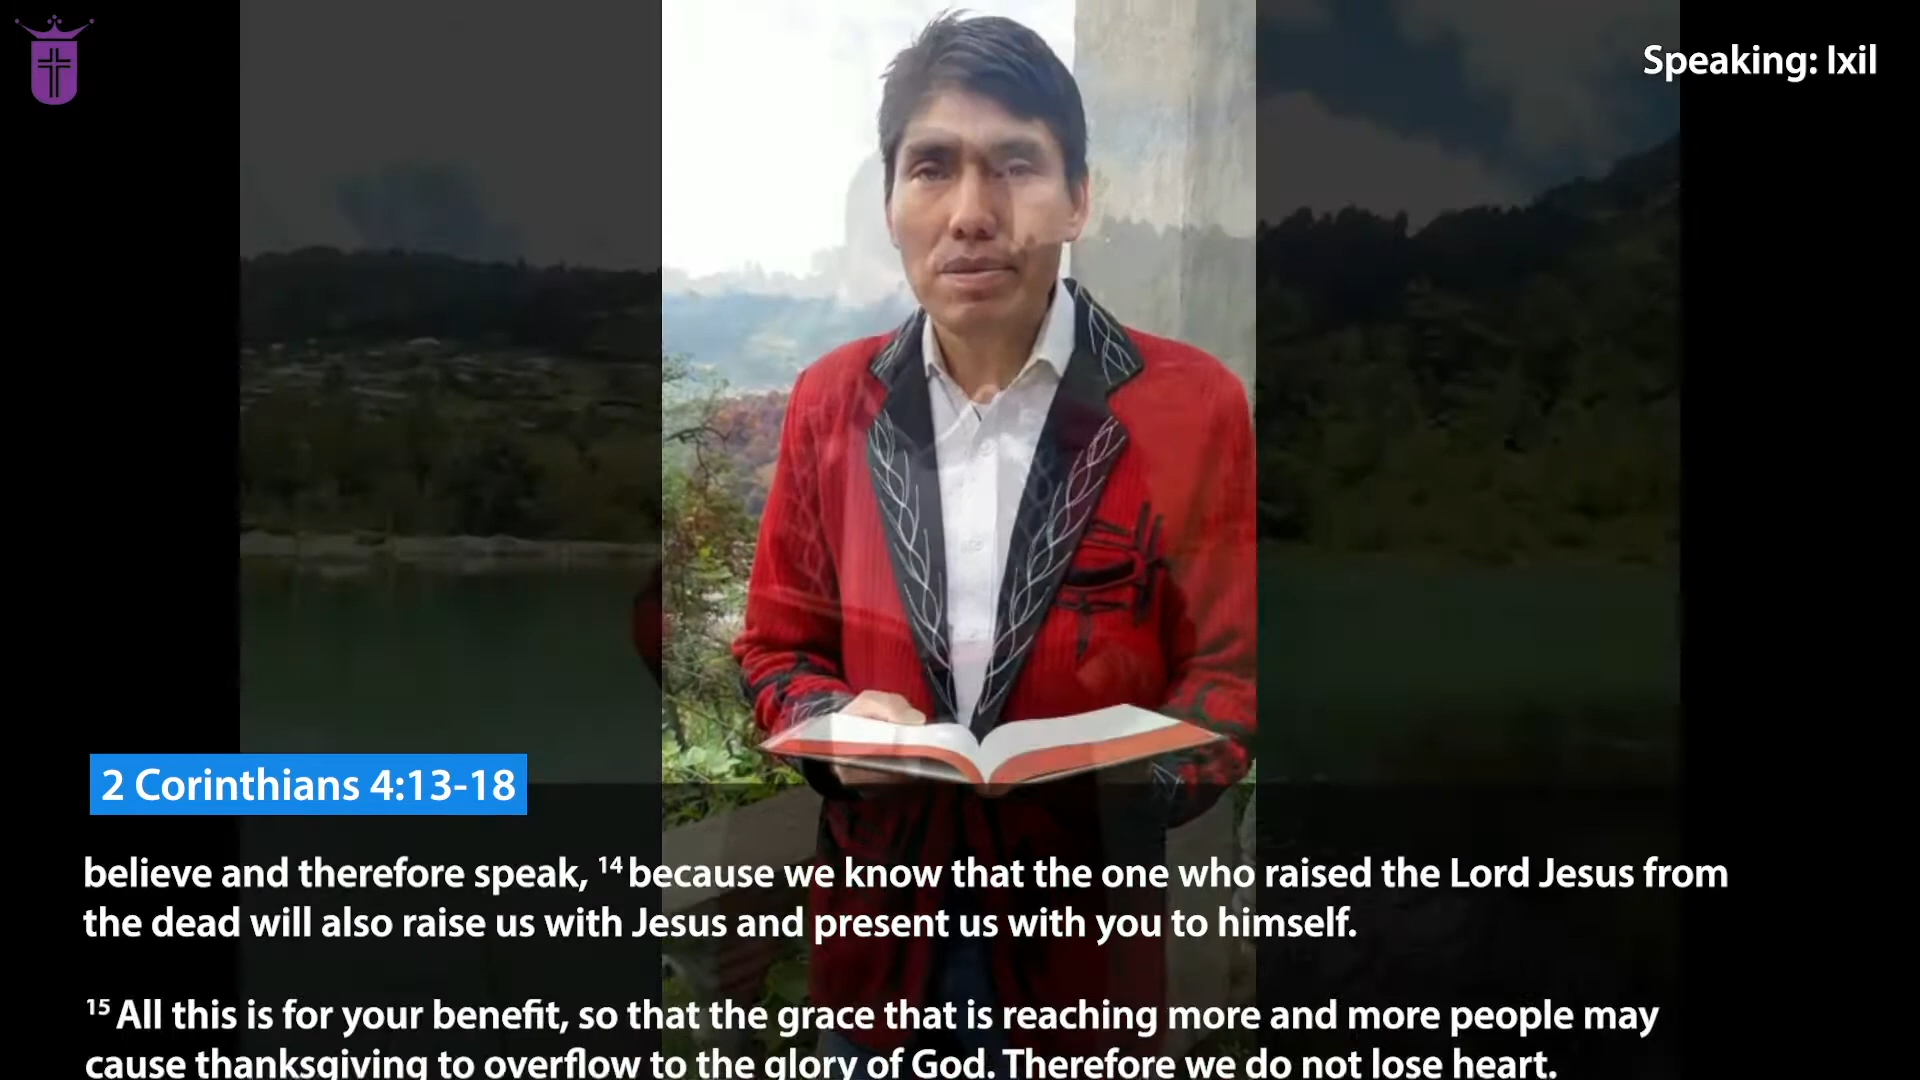 Speaking: Ixil
2 Corinthians 4:13-18
believe and therefore speak, 14 because we know that the one who raised the Lord Jesus from
the dead will also raise us with Jesus and present us with you to himself.
15 All this is for your benefit, so that the grace that is reaching more and more people may
cause thanksgiving to overflow to the glory of God. Therefore we do not lose heart.